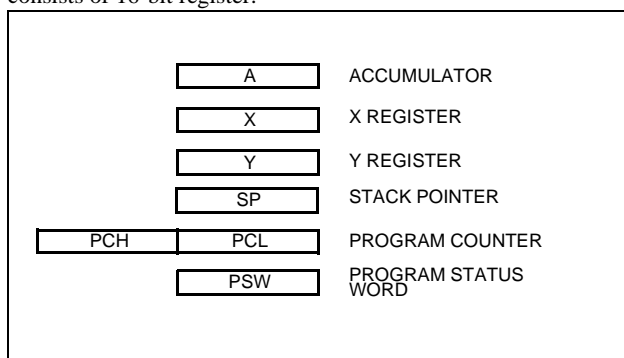 consists of 16-bit register.
A ACCUMULATOR
X X REGISTER
Y Y REGISTER
SP STACK POINTER
PCH PCL PROGRAM COUNTER
PSW PROGRAM STATUS
WORD